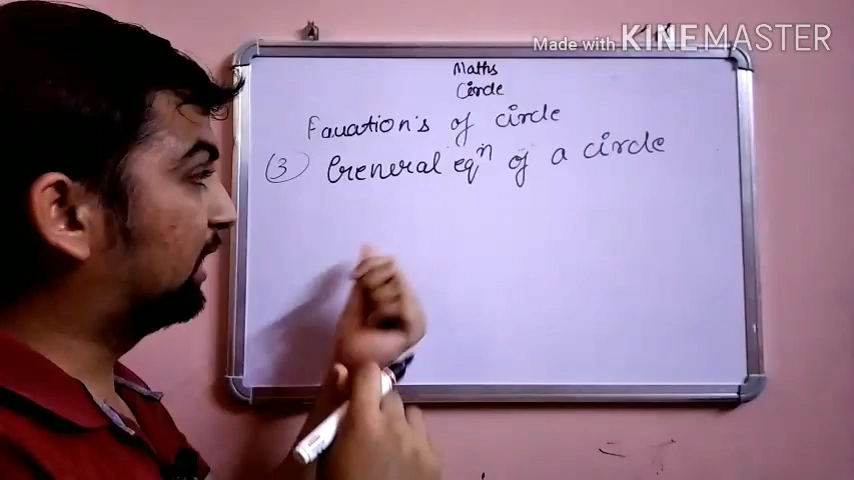 Made with KINEMASTER
Maths
Circle
Equation's of circle
(3) General eqⁿ of a circle